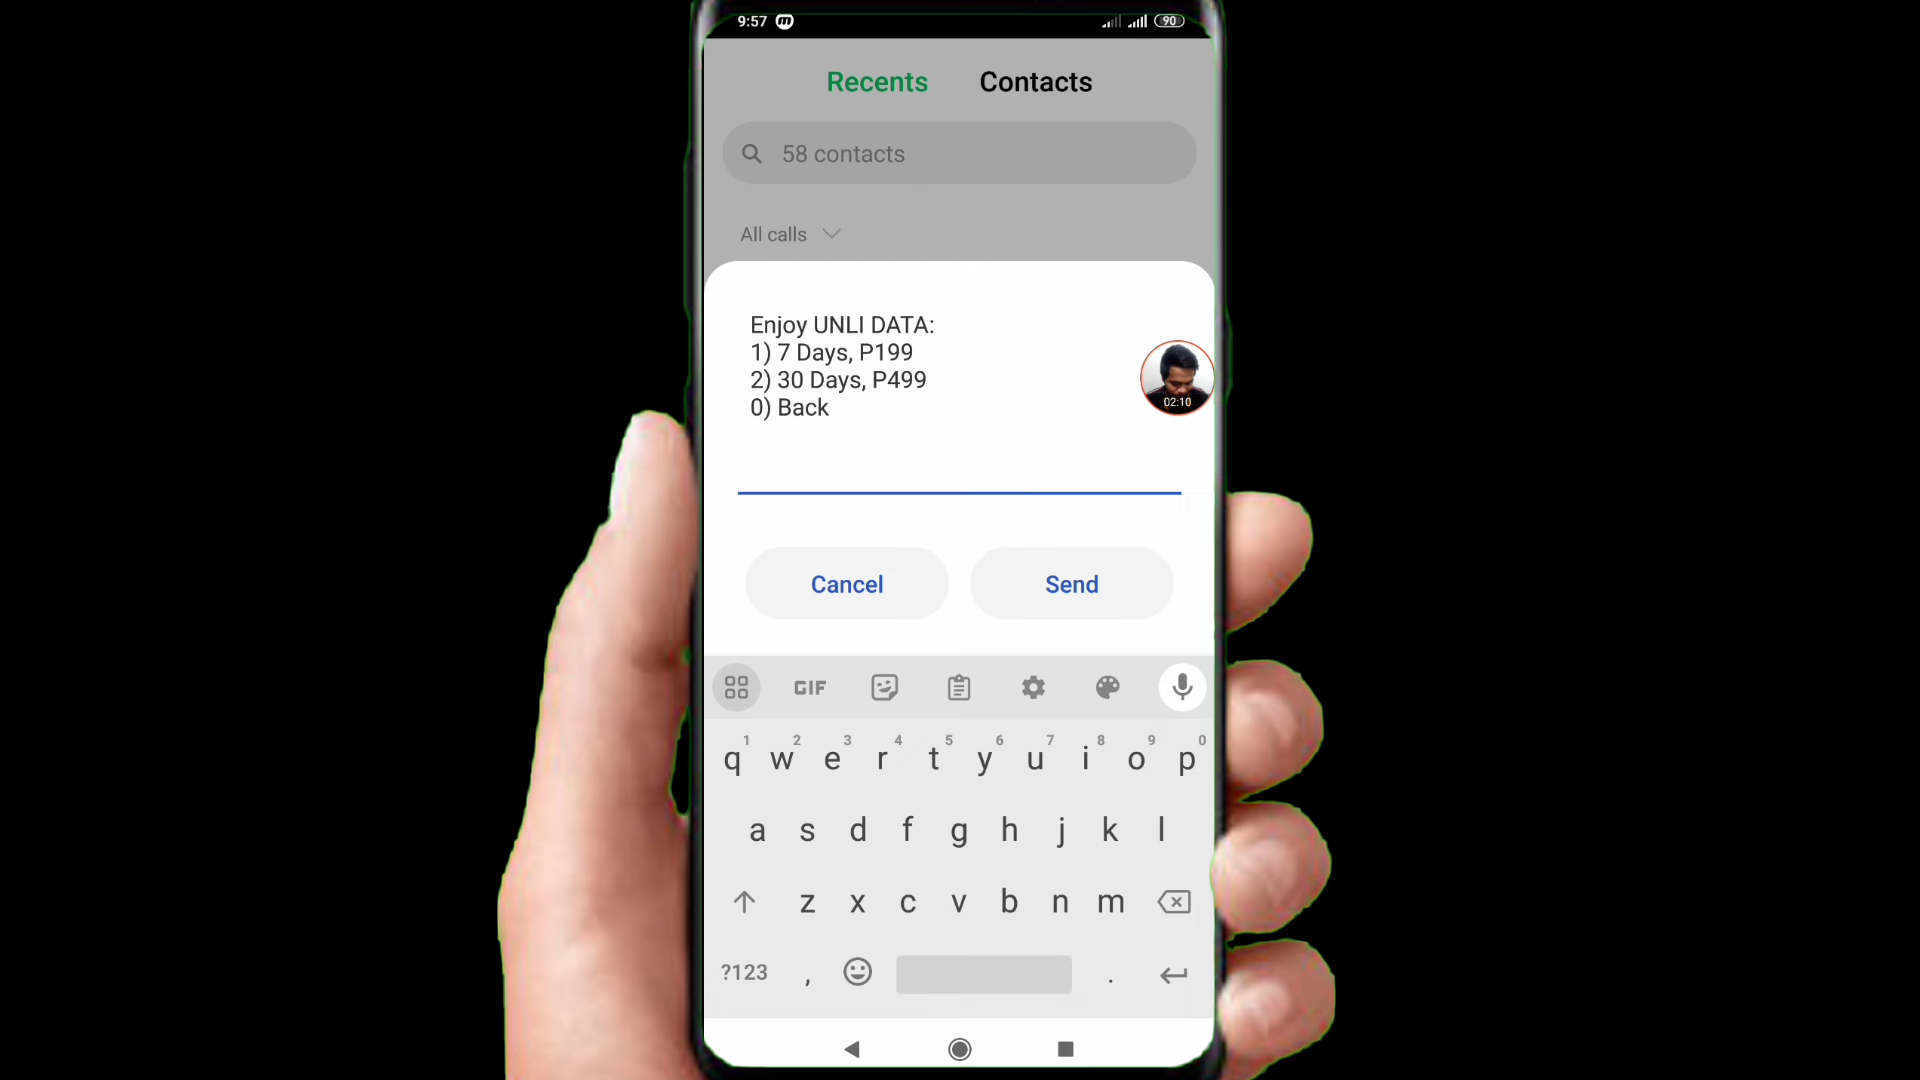 9:57
90
Recents Contacts
58 contacts
All calls
Enjoy UNLI DATA:
1) 7 Days, P199
2) 30 Days, P499
0) Back
02:10
Cancel Send
GIF
1 2 3 4 5 6 7 8 9 0
q w e r t y u i o p
a s d f g h j k l
z x c v b n m
?123 , .